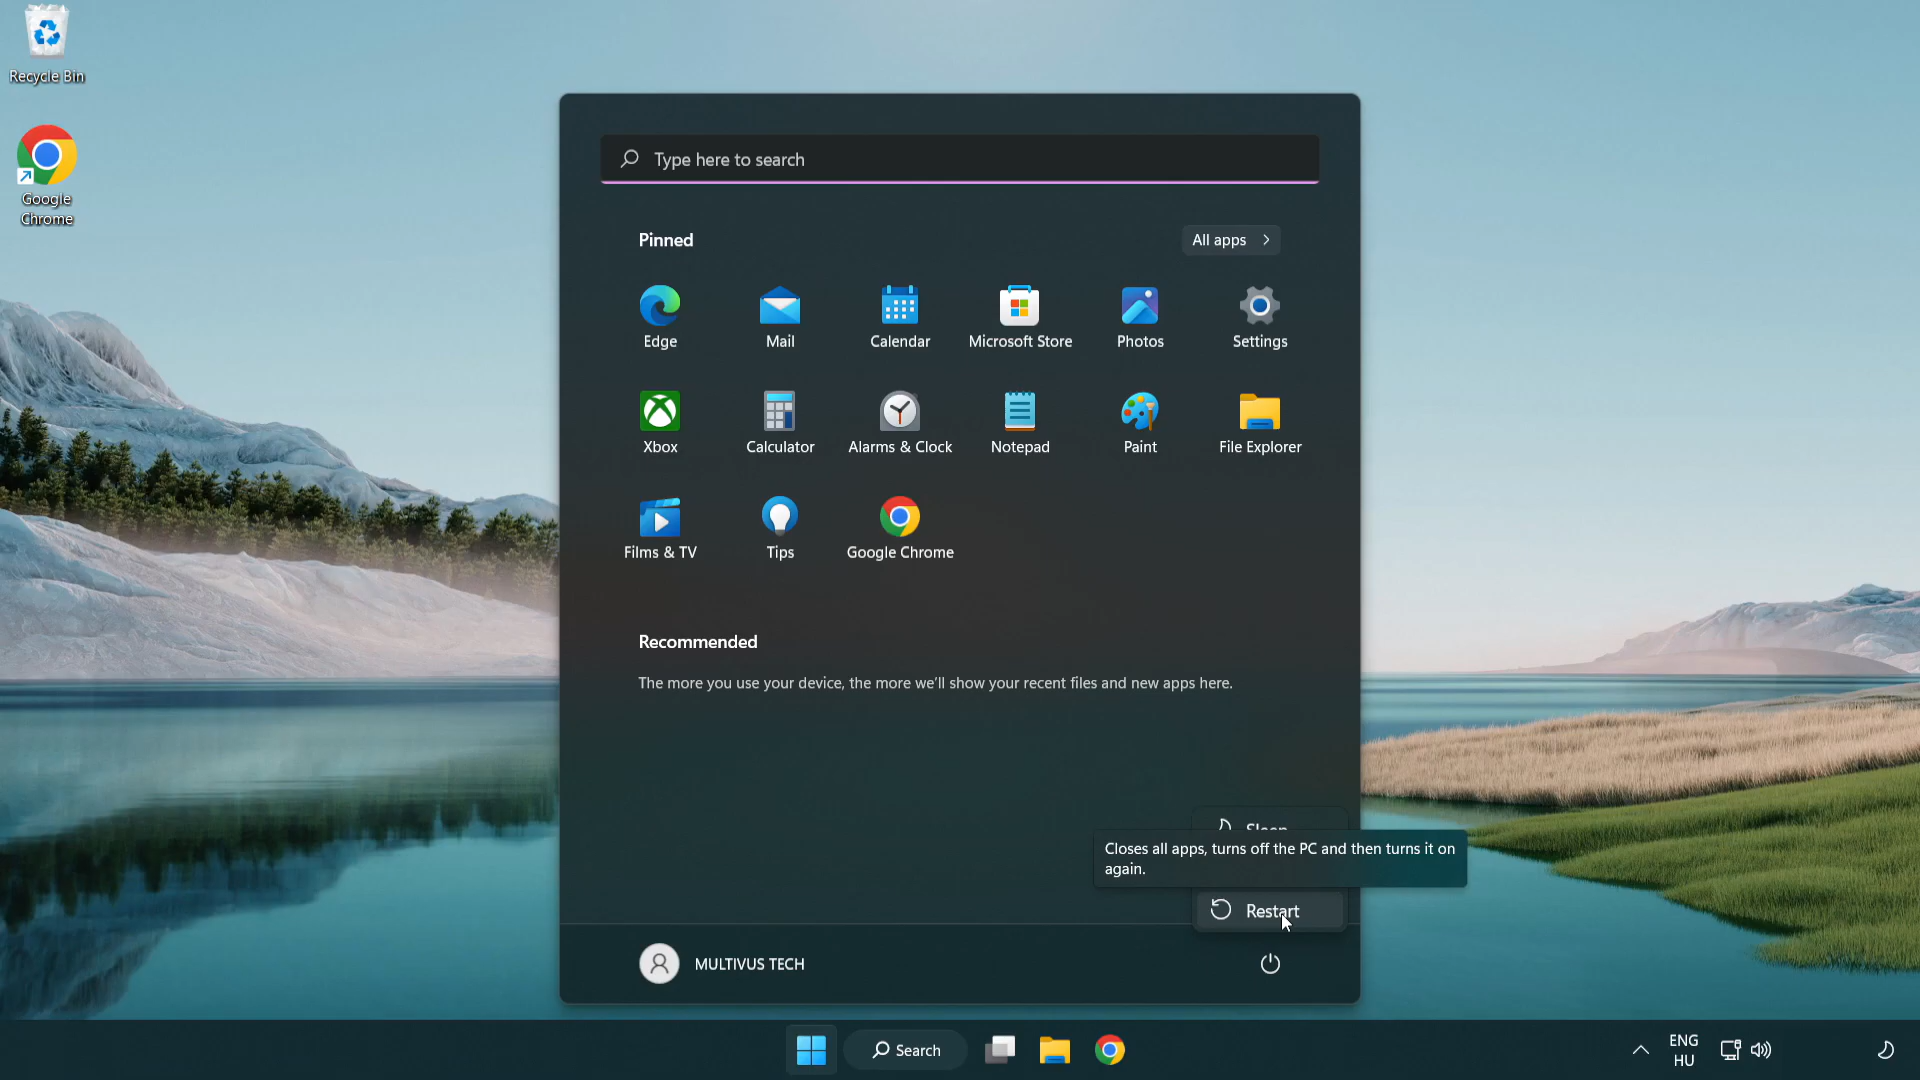 Recycle Bin
Google
Chrome
Type here to search
Pinned
All apps
Edge
Mail
Calendar
Microsoft Store
Photos
Settings
Xbox
Calculator
Alarms & Clock
Notepad
Paint
File Explorer
Films & TV
Tips
Google Chrome
Recommended
The more you use your device, the more we'll show your recent files and new apps here.
Sleep
Closes all apps, turns off the PC and then turns it on
again.
Restart
MULTIVUS TECH
Search
ENG
HU